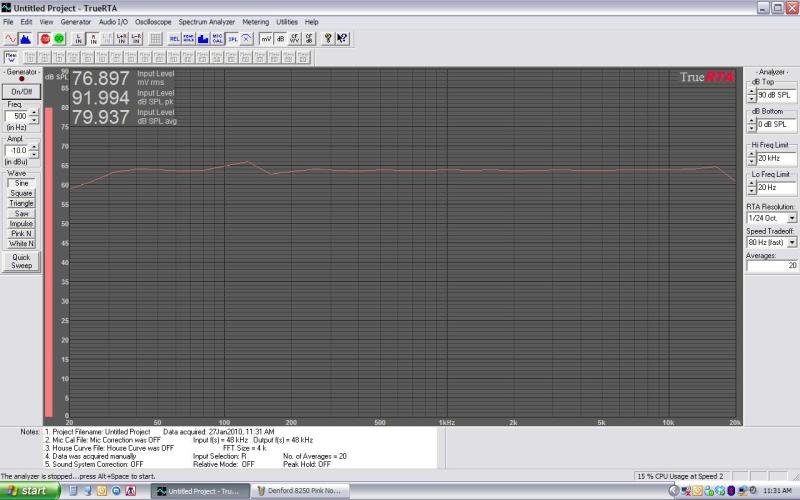 Untitled Project - TrueRTA
File Edit View Generator Audio I/O Oscilloscope Spectrum Analyzer Metering Utilities Help
L IN R IN L+R IN L-R IN REL PEAK HOLD MIC CAL SPL mV dB
- Generator -
On/Off
Freq.
500
(in Hz)
Ampl.
-10.0
(in dBu)
Wave
Sine
Square
Triangle
Saw
Impulse
Pink N
White N
Quick Sweep
dB SPL
90
85
80
75
70
65
60
55
50
45
40
35
30
25
20
15
10
5
0
76.897 Input Level mV rms
91.994 Input Level dB SPL pk
79.937 Input Level dB SPL avg
True RTA
20 50 100 200 500 1kHz 2k 5k 10k 20k
- Analyzer -
dB Top
90 dB SPL
dB Bottom
0 dB SPL
Hi Freq Limit
20 kHz
Lo Freq Limit
20 Hz
RTA Resolution:
1/24 Oct.
Speed Tradeoff:
80 Hz (fast)
Averages:
20
Notes:
1. Project Filename: Untitled Project Data acquired: 27Jan2010, 11:31 AM
2. Mic Cal File: Mic Correction was OFF Input f(s) = 48 kHz Output f(s) = 48 kHz
3. House Curve File: House Curve was OFF FFT Size = 4 k
4. Data was acquired manually Input Selection: R No. of Averages = 20
5. Sound System Correction: OFF Relative Mode: OFF Peak Hold: OFF
The analyzer is stopped...press Alt+Space to start.
15 % CPU Usage at Speed 2
start
Untitled Project - Tru...
Denford 8250 Pink No...
11:31 AM